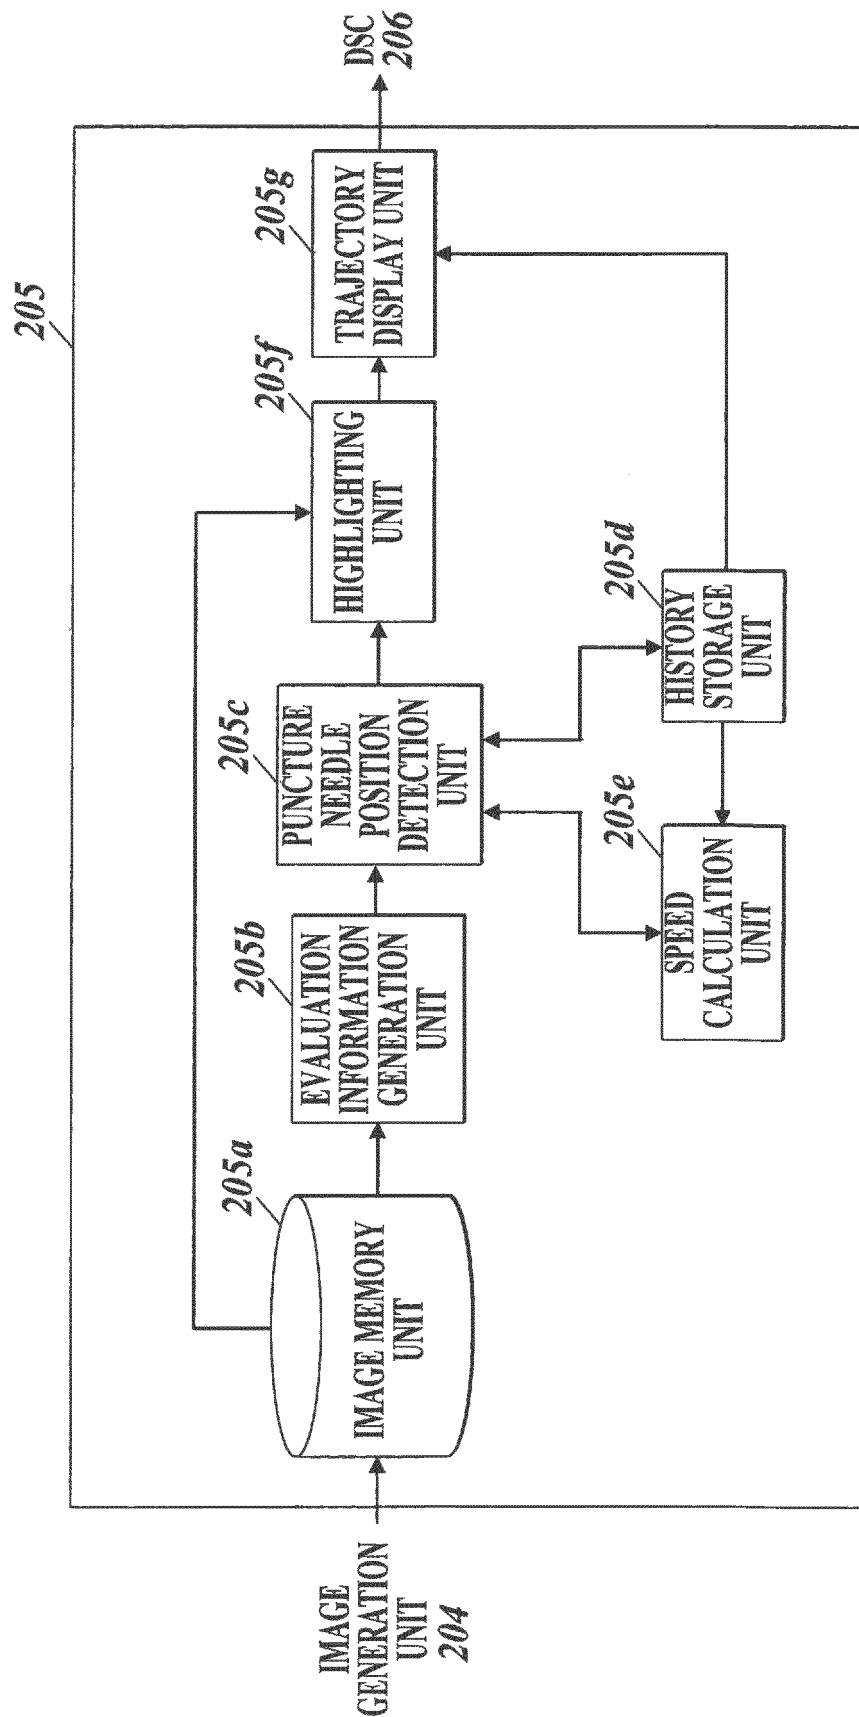 205
IMAGE
GENERATION
UNIT
204
205a
IMAGE MEMORY
UNIT
205b
EVALUATION
INFORMATION
GENERATION
UNIT
205c
PUNCTURE
NEEDLE
POSITION
DETECTION
UNIT
205f
HIGHLIGHTING
UNIT
205g
TRAJECTORY
DISPLAY UNIT
DSC
206
205e
SPEED
CALCULATION
UNIT
205d
HISTORY
STORAGE
UNIT